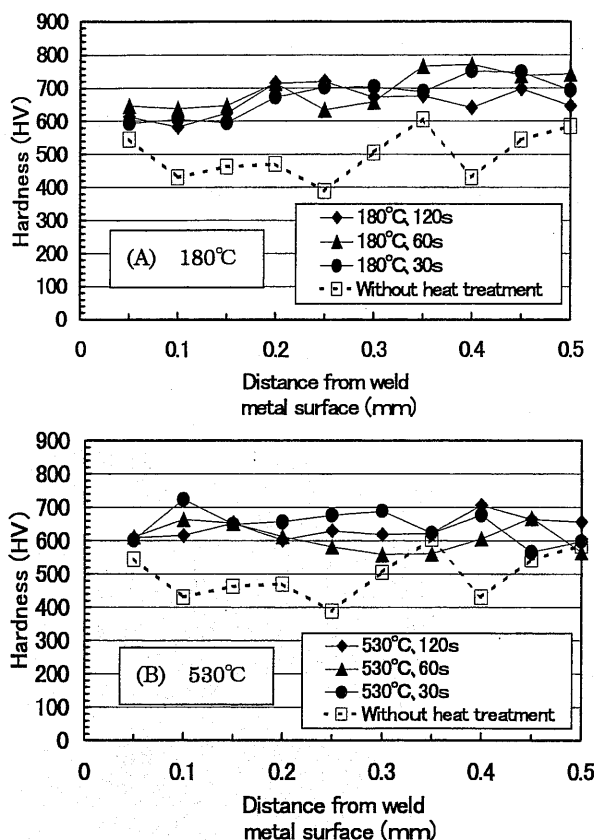 900
800
700
600
500
400
300
200
100
0
Hardness (HV)
(A) 180℃
180℃, 120s
180℃, 60s
180℃, 30s
Without heat treatment
0 0.1 0.2 0.3 0.4 0.5
Distance from weld
metal surface (mm)
900
800
700
600
500
400
300
200
100
0
Hardness (HV)
(B) 530℃
530℃, 120s
530℃, 60s
530℃, 30s
Without heat treatment
0 0.1 0.2 0.3 0.4 0.5
Distance from weld
metal surface (mm)